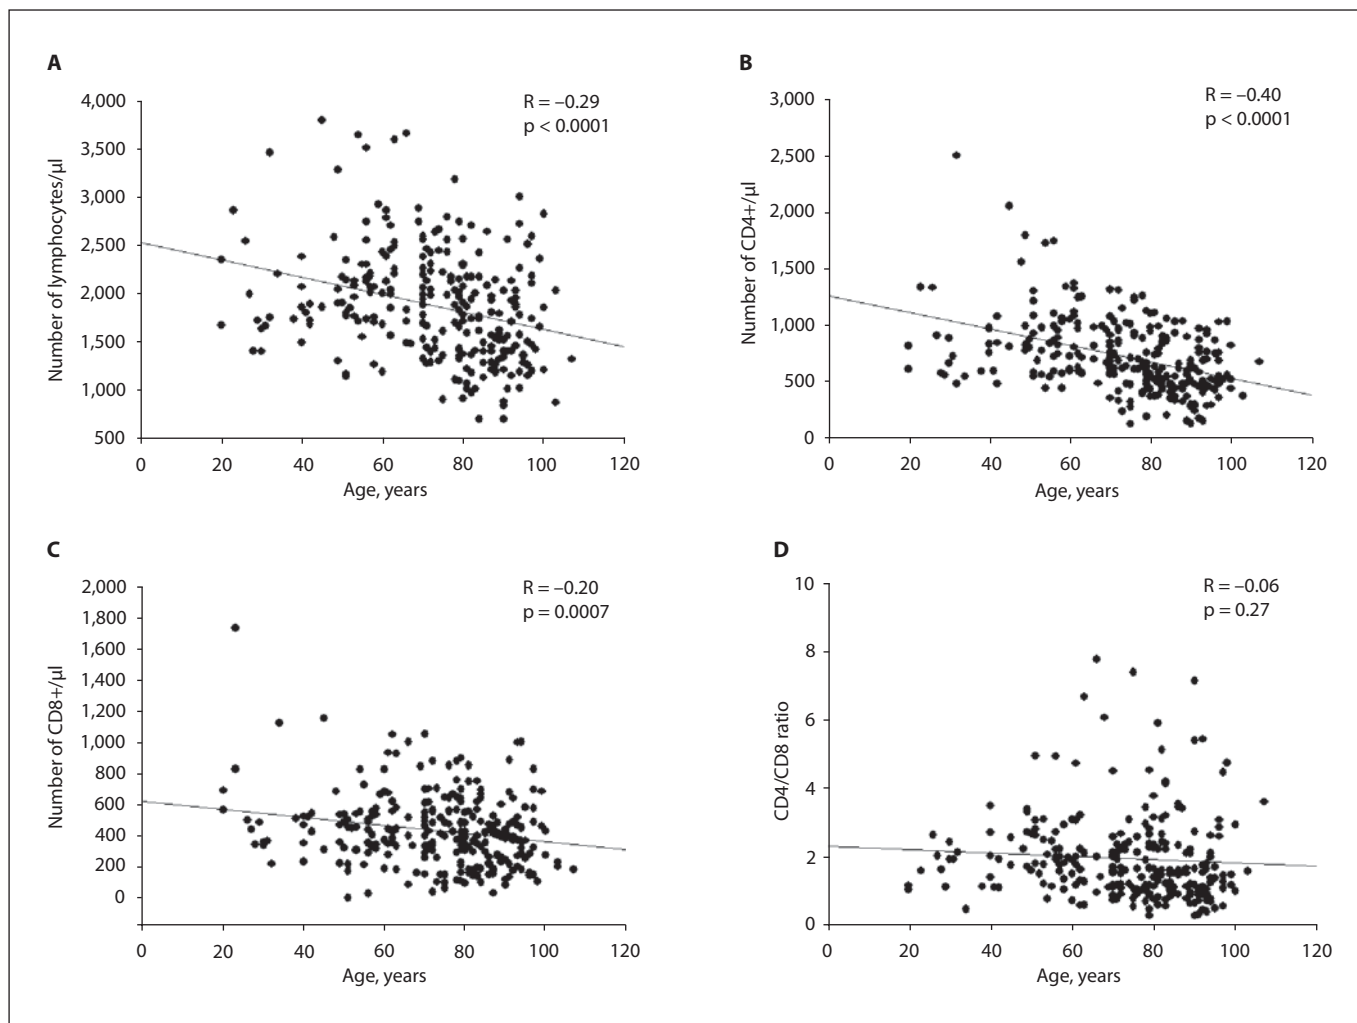 A
R = –0.29
p < 0.0001
Number of lymphocytes/µl
4,000
3,500
3,000
2,500
2,000
1,500
1,000
500
0 20 40 60 80 100 120
Age, years
B
R = –0.40
p < 0.0001
Number of CD4+/µl
3,000
2,500
2,000
1,500
1,000
500
0
0 20 40 60 80 100 120
Age, years
C
R = –0.20
p = 0.0007
Number of CD8+/µl
2,000
1,800
1,600
1,400
1,200
1,000
800
600
400
200
0
0 20 40 60 80 100 120
Age, years
D
R = –0.06
p = 0.27
CD4/CD8 ratio
10
8
6
4
2
0
0 20 40 60 80 100 120
Age, years